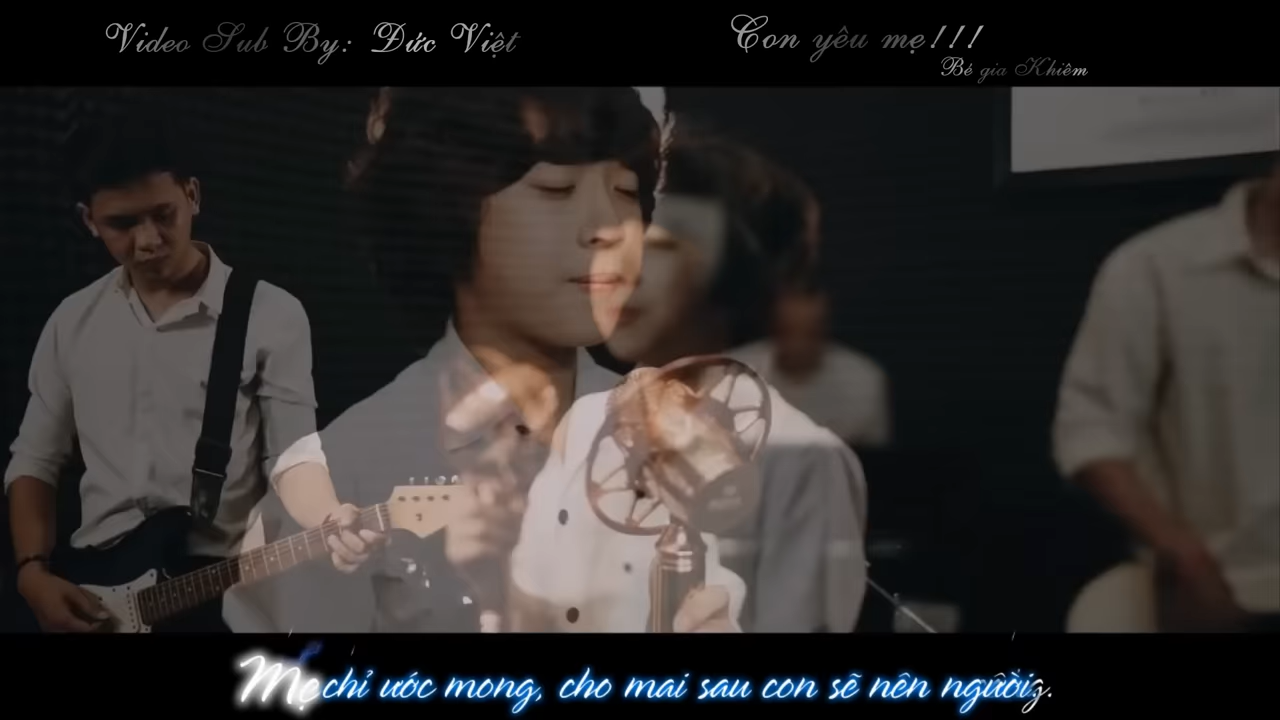 Video Sub By: Đức Việt
Con yêu mẹ!!!
Bé gia Khiêm
Mẹ chỉ ước mong, cho mai sau con sẽ nên người.